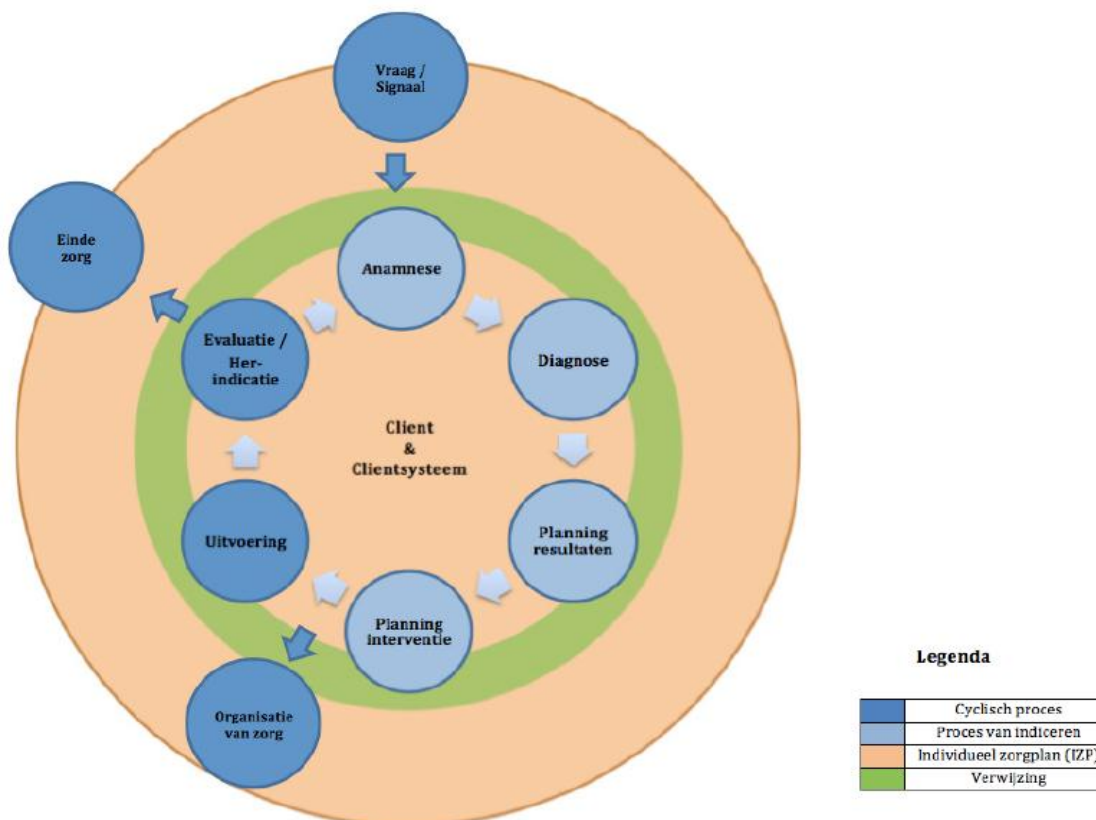 Vraag /
Signaal
Einde
zorg
Anamnese
Evaluatie /
Her-
indicatie
Diagnose
Client
&
Clientsysteem
Uitvoering
Planning
resultaten
Planning
interventie
Organisatie
van zorg
Legenda
Cyclisch proces
Proces van indiceren
Individueel zorgplan (IZP)
Verwijzing